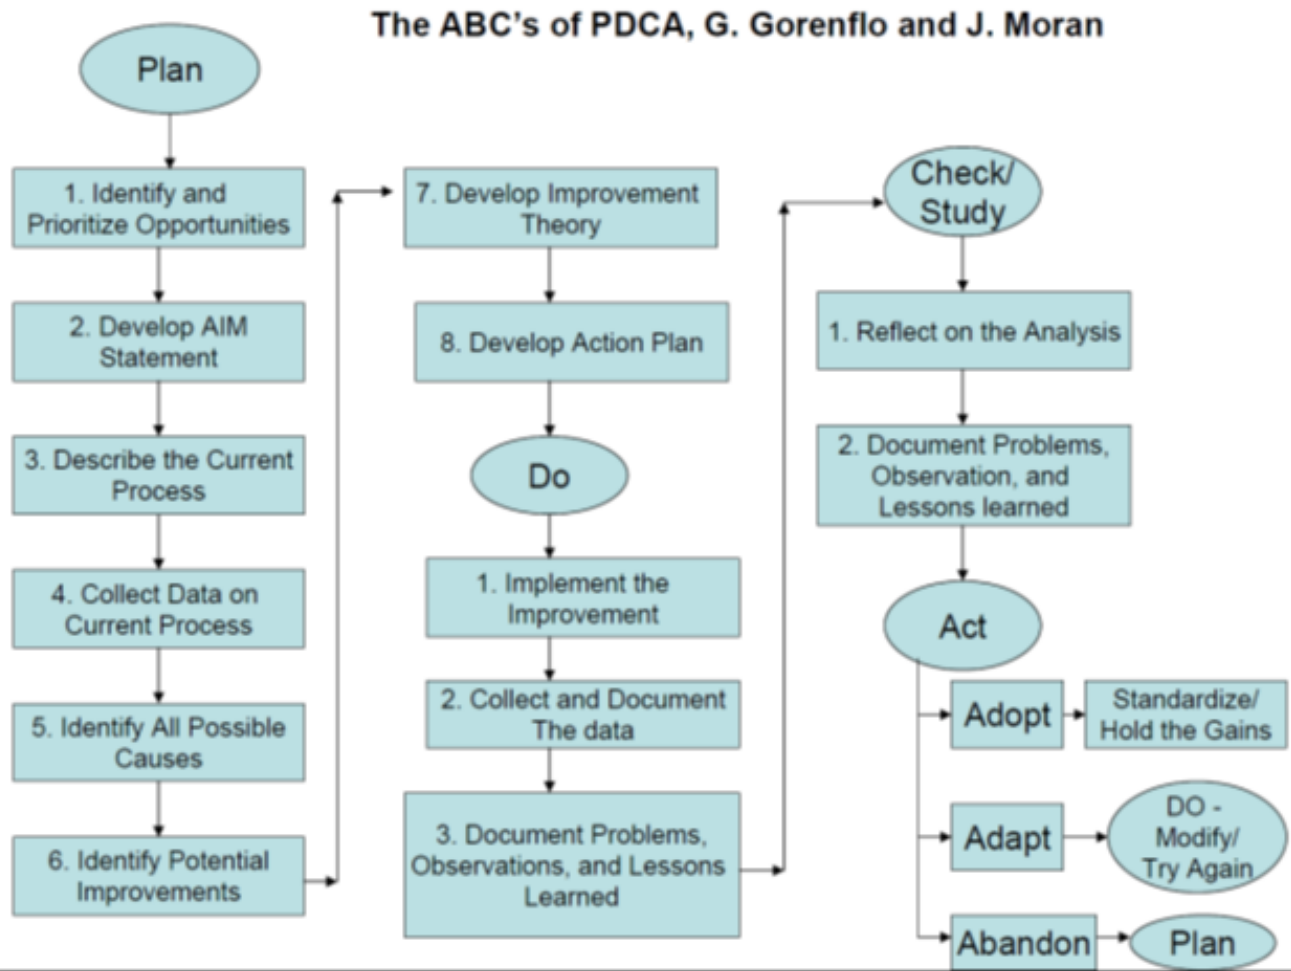 The ABC's of PDCA, G. Gorenflo and J. Moran
Plan
1. Identify and
Prioritize Opportunities
2. Develop AIM
Statement
3. Describe the Current
Process
4. Collect Data on
Current Process
5. Identify All Possible
Causes
6. Identify Potential
Improvements
7. Develop Improvement
Theory
8. Develop Action Plan
Do
1. Implement the
Improvement
2. Collect and Document
The data
3. Document Problems,
Observations, and Lessons
Learned
Check/
Study
1. Reflect on the Analysis
2. Document Problems,
Observation, and
Lessons learned
Act
Adopt
Standardize/
Hold the Gains
Adapt
DO -
Modify/
Try Again
Abandon
Plan